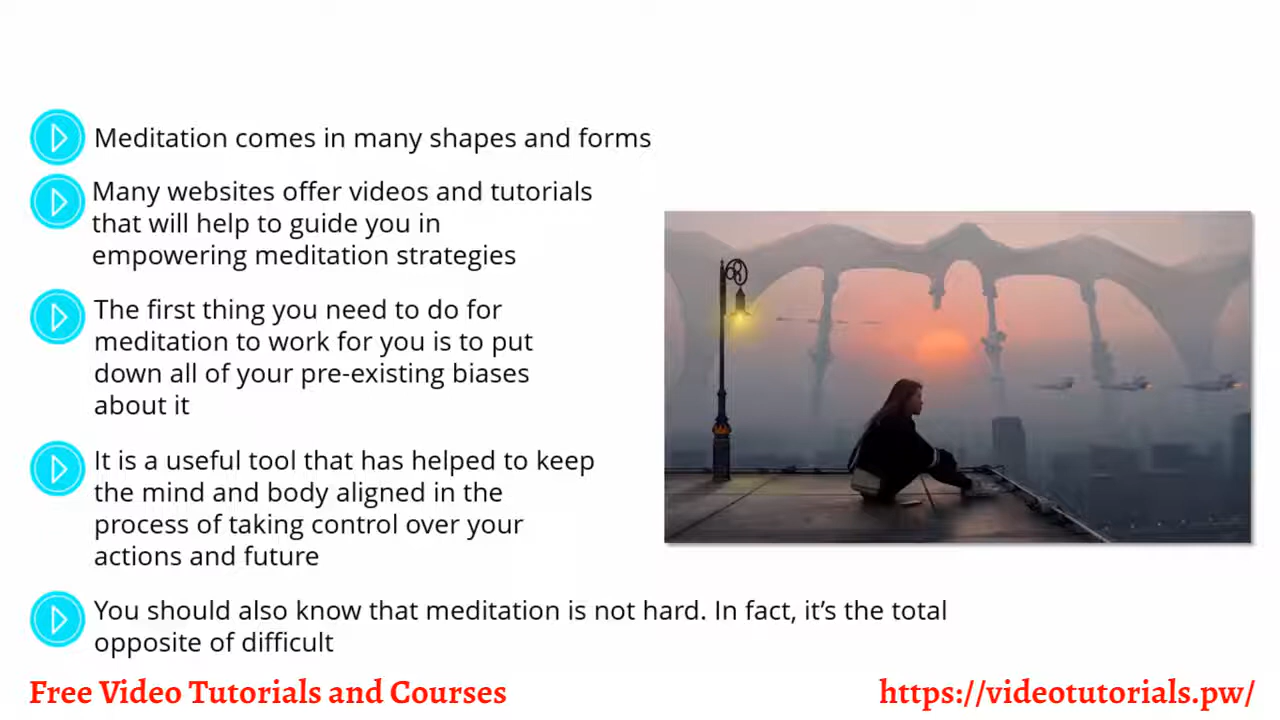 Meditation comes in many shapes and forms
Many websites offer videos and tutorials
that will help to guide you in
empowering meditation strategies
The first thing you need to do for
meditation to work for you is to put
down all of your pre-existing biases
about it
It is a useful tool that has helped to keep
the mind and body aligned in the
process of taking control over your
actions and future
You should also know that meditation is not hard. In fact, it’s the total
opposite of difficult
Free Video Tutorials and Courses
https://videotutorials.pw/